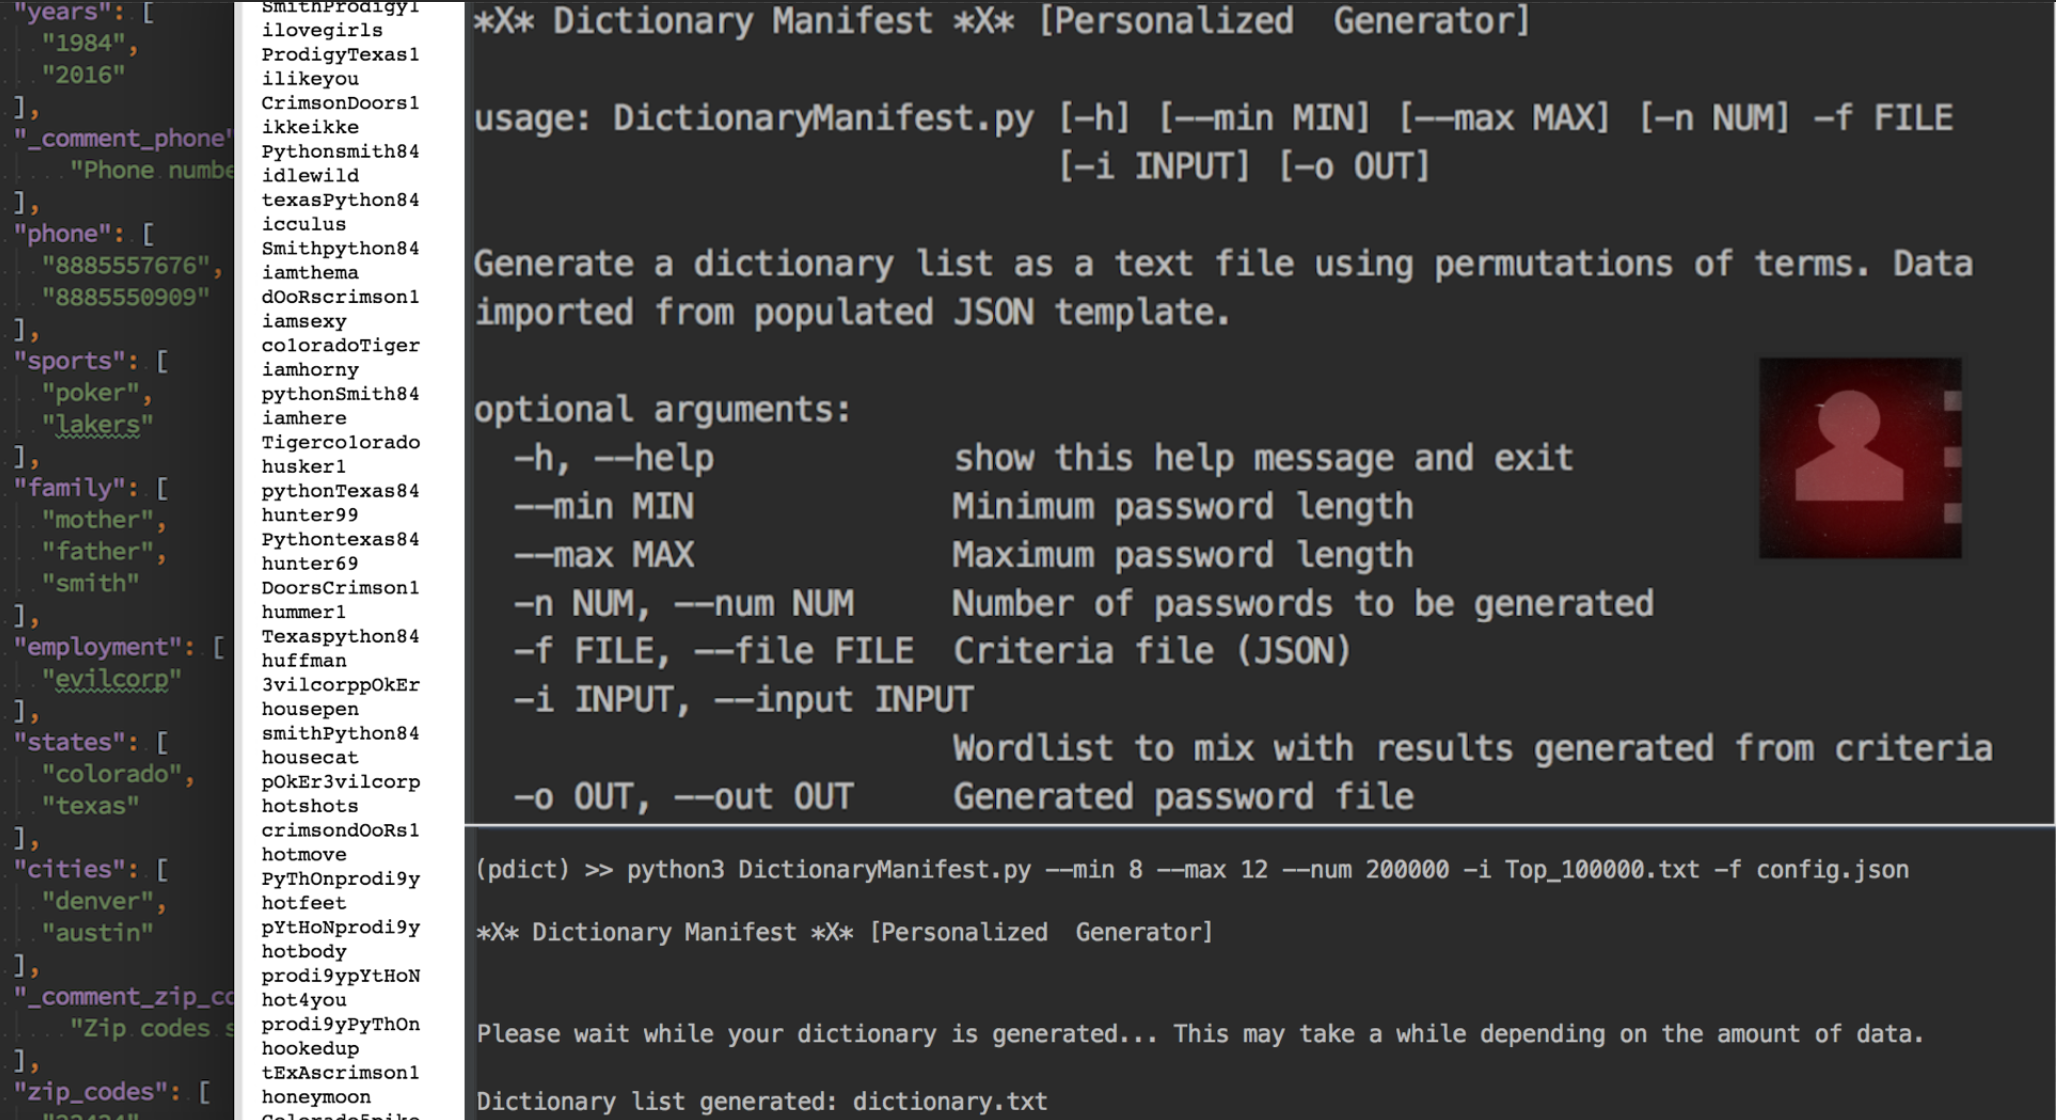 "years": [
"1984",
"2016"
],
"_comment_phone"
"Phone numbe
],
"phone": [
"8885557676",
"8885550909"
],
"sports": [
"poker",
"lakers"
],
"family": [
"mother",
"father",
"smith"
],
"employment": [
"evilcorp"
],
"states": [
"colorado",
"texas"
],
"cities": [
"denver",
"austin"
],
"_comment_zip_co
"Zip codes s
],
"zip_codes": [
SmithProdigy1
ilovegirls
ProdigyTexas1
ilikeyou
CrimsonDoors1
ikkeikke
Pythonsmith84
idlewild
texasPython84
icculus
Smithpython84
iamthema
dOoRscrimson1
iamsexy
coloradoTiger
iamhorny
pythonSmith84
iamhere
Tigercolorado
husker1
pythonTexas84
hunter99
Pythontexas84
hunter69
DoorsCrimson1
hummer1
Texaspython84
huffman
3vilcorppOkEr
housepen
smithPython84
housecat
pOkEr3vilcorp
hotshots
crimsondOoRs1
hotmove
PyThOnprodi9y
hotfeet
pYtHoNprodi9y
hotbody
prodi9ypYtHoN
hot4you
prodi9yPyThOn
hookedup
tExAscrimson1
honeymoon
*X* Dictionary Manifest *X* [Personalized  Generator]
usage: DictionaryManifest.py [-h] [--min MIN] [--max MAX] [-n NUM] -f FILE
[-i INPUT] [-o OUT]
Generate a dictionary list as a text file using permutations of terms. Data
imported from populated JSON template.
optional arguments:
-h, --help            show this help message and exit
--min MIN             Minimum password length
--max MAX             Maximum password length
-n NUM, --num NUM     Number of passwords to be generated
-f FILE, --file FILE  Criteria file (JSON)
-i INPUT, --input INPUT
Wordlist to mix with results generated from criteria
-o OUT, --out OUT     Generated password file
(pdict) >> python3 DictionaryManifest.py --min 8 --max 12 --num 200000 -i Top_100000.txt -f config.json
*X* Dictionary Manifest *X* [Personalized  Generator]
Please wait while your dictionary is generated... This may take a while depending on the amount of data.
Dictionary list generated: dictionary.txt